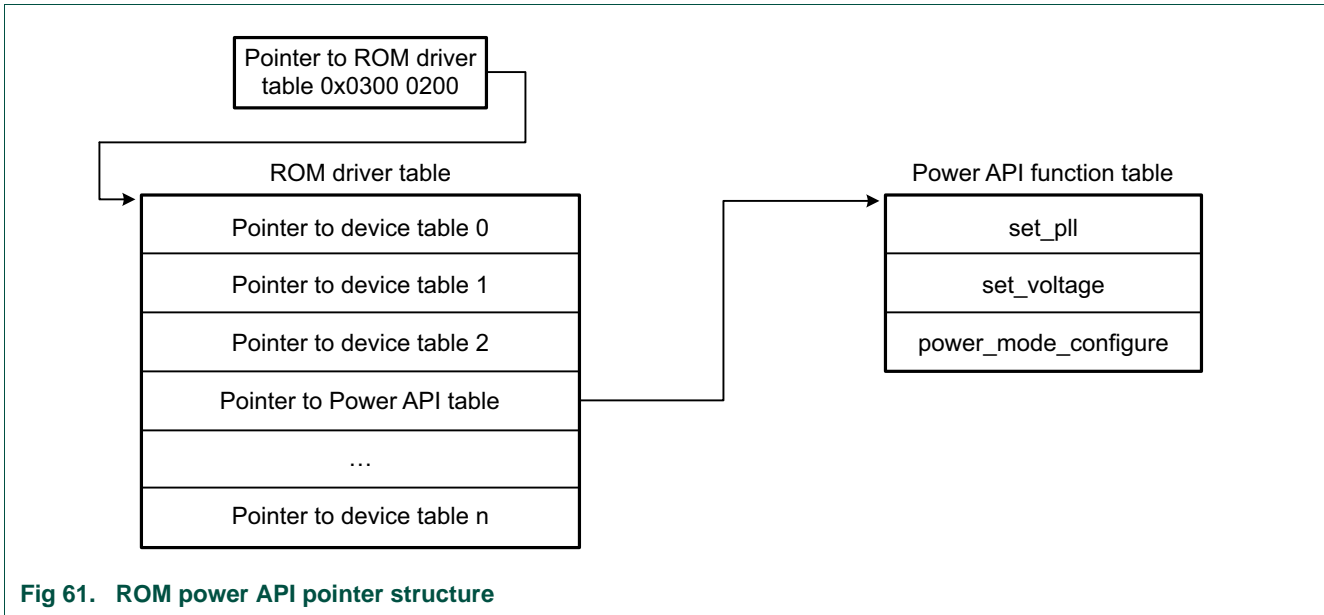 Pointer to ROM driver
table 0x0300 0200
ROM driver table
Pointer to device table 0
Pointer to device table 1
Pointer to device table 2
Pointer to Power API table
…
Pointer to device table n
Power API function table
set_pll
set_voltage
power_mode_configure
Fig 61. ROM power API pointer structure